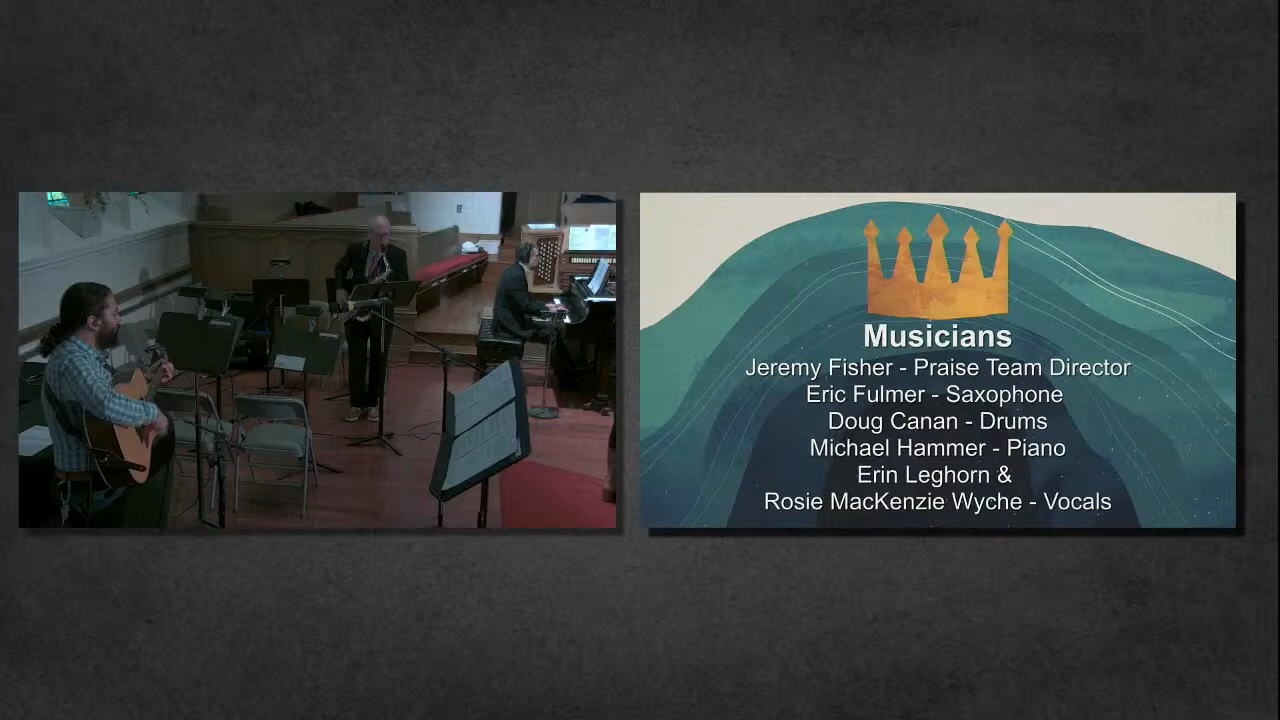 Musicians
Jeremy Fisher - Praise Team Director
Eric Fulmer - Saxophone
Doug Canan - Drums
Michael Hammer - Piano
Erin Leghorn &
Rosie MacKenzie Wyche - Vocals